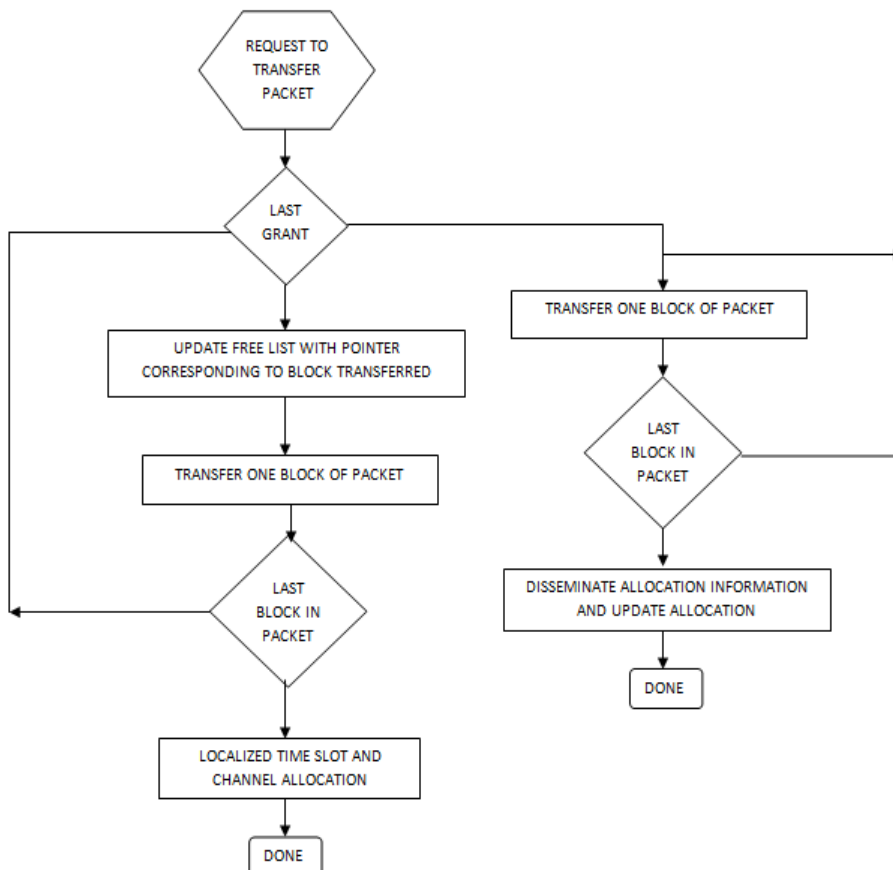 REQUEST TO
TRANSFER
PACKET
LAST
GRANT
UPDATE FREE LIST WITH POINTER
CORRESPONDING TO BLOCK TRANSFERRED
TRANSFER ONE BLOCK OF PACKET
LAST
BLOCK IN
PACKET
LOCALIZED TIME SLOT AND
CHANNEL ALLOCATION
DONE
TRANSFER ONE BLOCK OF PACKET
LAST
BLOCK IN
PACKET
DISSEMINATE ALLOCATION INFORMATION
AND UPDATE ALLOCATION
DONE